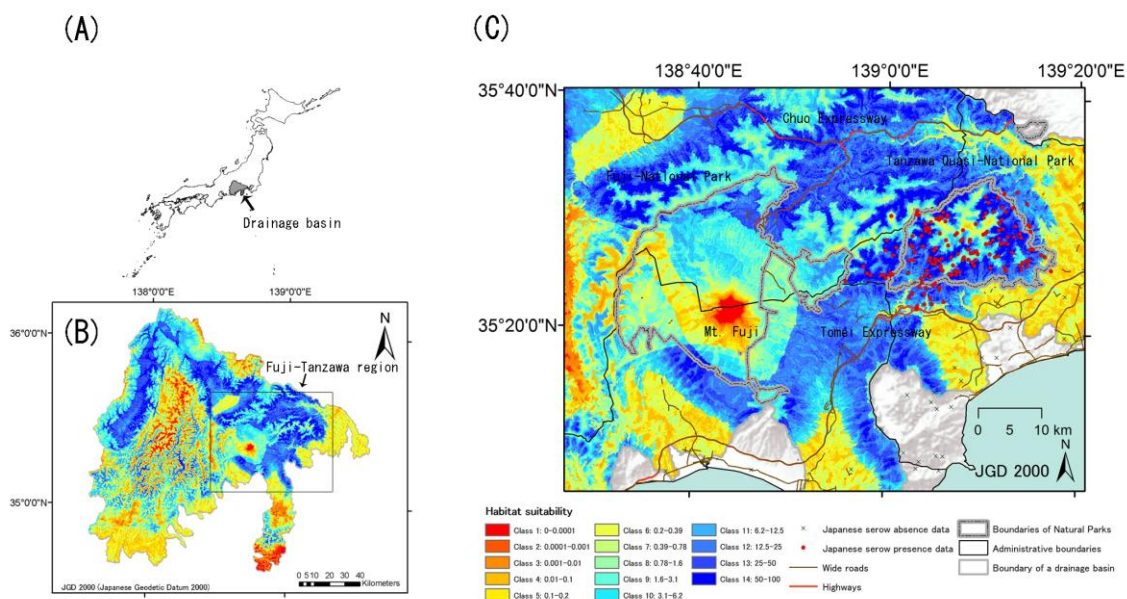 (A)
Drainage basin
(B)
138°0'0"E
139°0'0"E
36°0'0"N
35°0'0"N
N
Fuji-Tanzawa region
JGD 2000 (Japanese Geodetic Datum 2000)
0 5 10 20 30 40
Kilometers
(C)
138°40'0"E
139°0'0"E
139°20'0"E
35°40'0"N
35°20'0"N
Chuo Expressway
Fuji-National Park
Tanzawa Quasi-National Park
Mt. Fuji
Tomei Expressway
0 5 10 km
N
JGD 2000
Habitat suitability
Class 1: 0-0.0001
Class 2: 0.0001-0.001
Class 3: 0.001-0.01
Class 4: 0.01-0.1
Class 5: 0.1-0.2
Class 6: 0.2-0.39
Class 7: 0.39-0.78
Class 8: 0.78-1.6
Class 9: 1.6-3.1
Class 10: 3.1-6.2
Class 11: 6.2-12.5
Class 12: 12.5-25
Class 13: 25-50
Class 14: 50-100
Japanese serow absence data
Japanese serow presence data
Wide roads
Highways
Boundaries of Natural Parks
Administrative boundaries
Boundary of a drainage basin